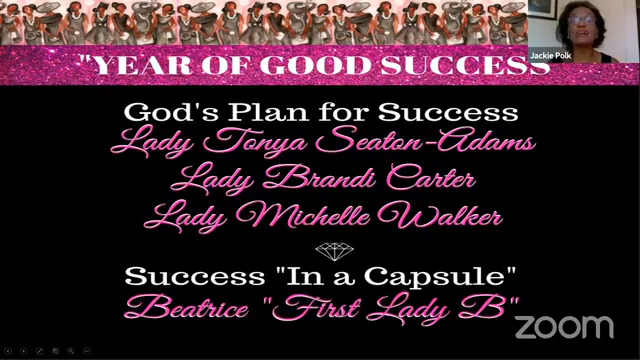 "YEAR OF GOOD SUCCESS"
Jackie Polk
God's Plan for Success
Lady Tonya Seaton-Adams
Lady Brandi Carter
Lady Michelle Walker
Success "In a Capsule"
Beatrice "First Lady B"
zoom